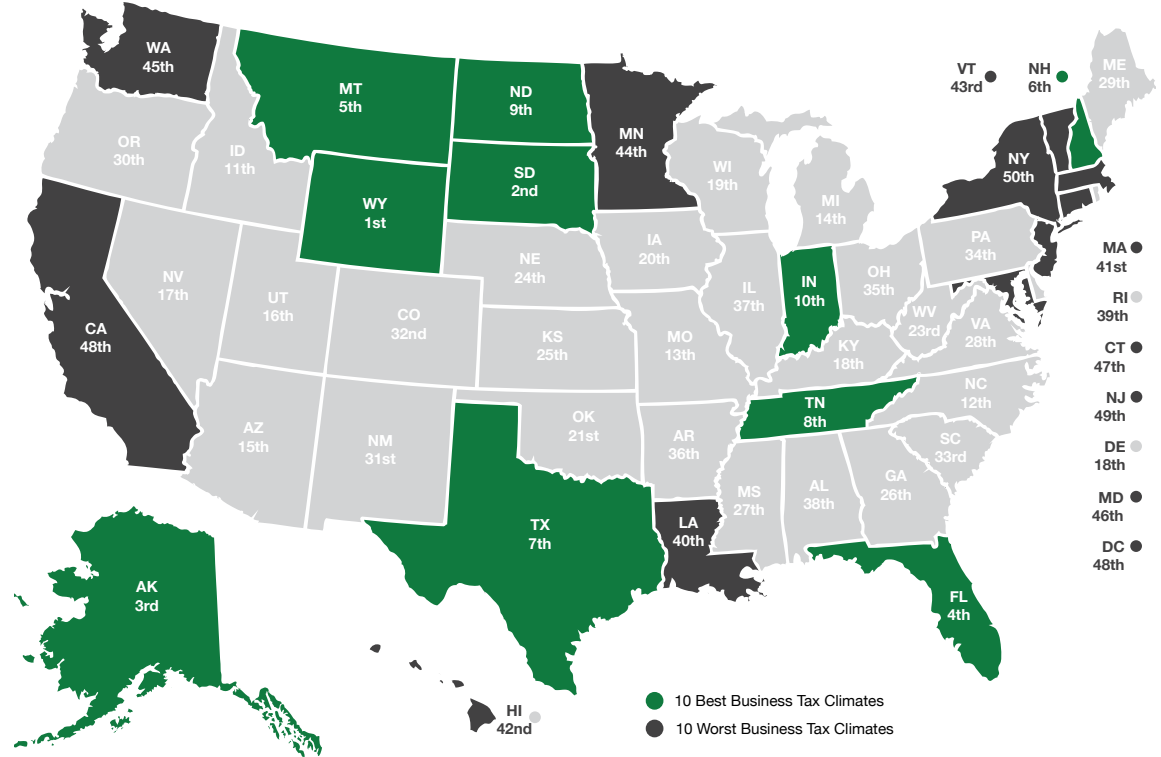 WA
45th
MT
5th
ND
9th
MN
44th
VT
43rd
NH
6th
ME
29th
OR
30th
ID
11th
SD
2nd
WI
19th
NY
50th
WY
1st
MI
14th
NV
17th
UT
16th
CO
32nd
NE
24th
IA
20th
IL
37th
IN
10th
OH
35th
PA
34th
MA
41st
RI
39th
CT
47th
NJ
49th
DE
18th
MD
46th
DC
48th
CA
48th
KS
25th
MO
13th
KY
18th
WV
23rd
VA
28th
AZ
15th
NM
31st
OK
21st
AR
36th
TN
8th
NC
12th
SC
33rd
MS
27th
AL
38th
GA
26th
TX
7th
LA
40th
FL
4th
AK
3rd
HI
42nd
10 Best Business Tax Climates
10 Worst Business Tax Climates